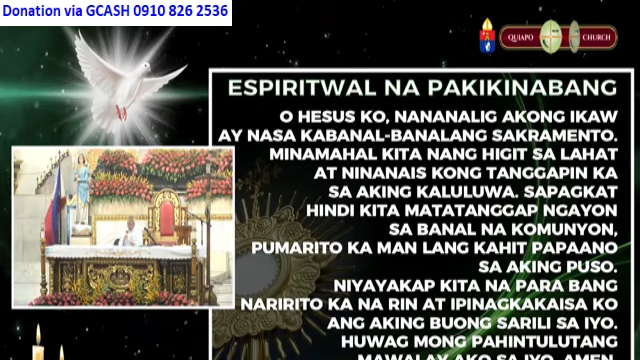 Donation via GCASH 0910 826 2536
QUIAPO CHURCH
ESPIRITWAL NA PAKIKINABANG
O HESUS KO, NANANALIG AKONG IKAW
AY NASA KABANAL-BANALANG SAKRAMENTO.
MINAMAHAL KITA NANG HIGIT SA LAHAT
AT NINANAIS KONG TANGGAPIN KA
SA AKING KALULUWA. SAPAGKAT
HINDI KITA MATATANGGAP NGAYON
SA BANAL NA KOMUNYON,
PUMARITO KA MAN LANG KAHIT PAPAANO
SA AKING PUSO.
NIYAYAKAP KITA NA PARA BANG
NARIRITO KA NA RIN AT IPINAGKAKAISA KO
ANG AKING BUONG SARILI SA IYO.
HUWAG MONG PAHINTULUTANG
MAWALAY AKO SA IYO. AMEN.